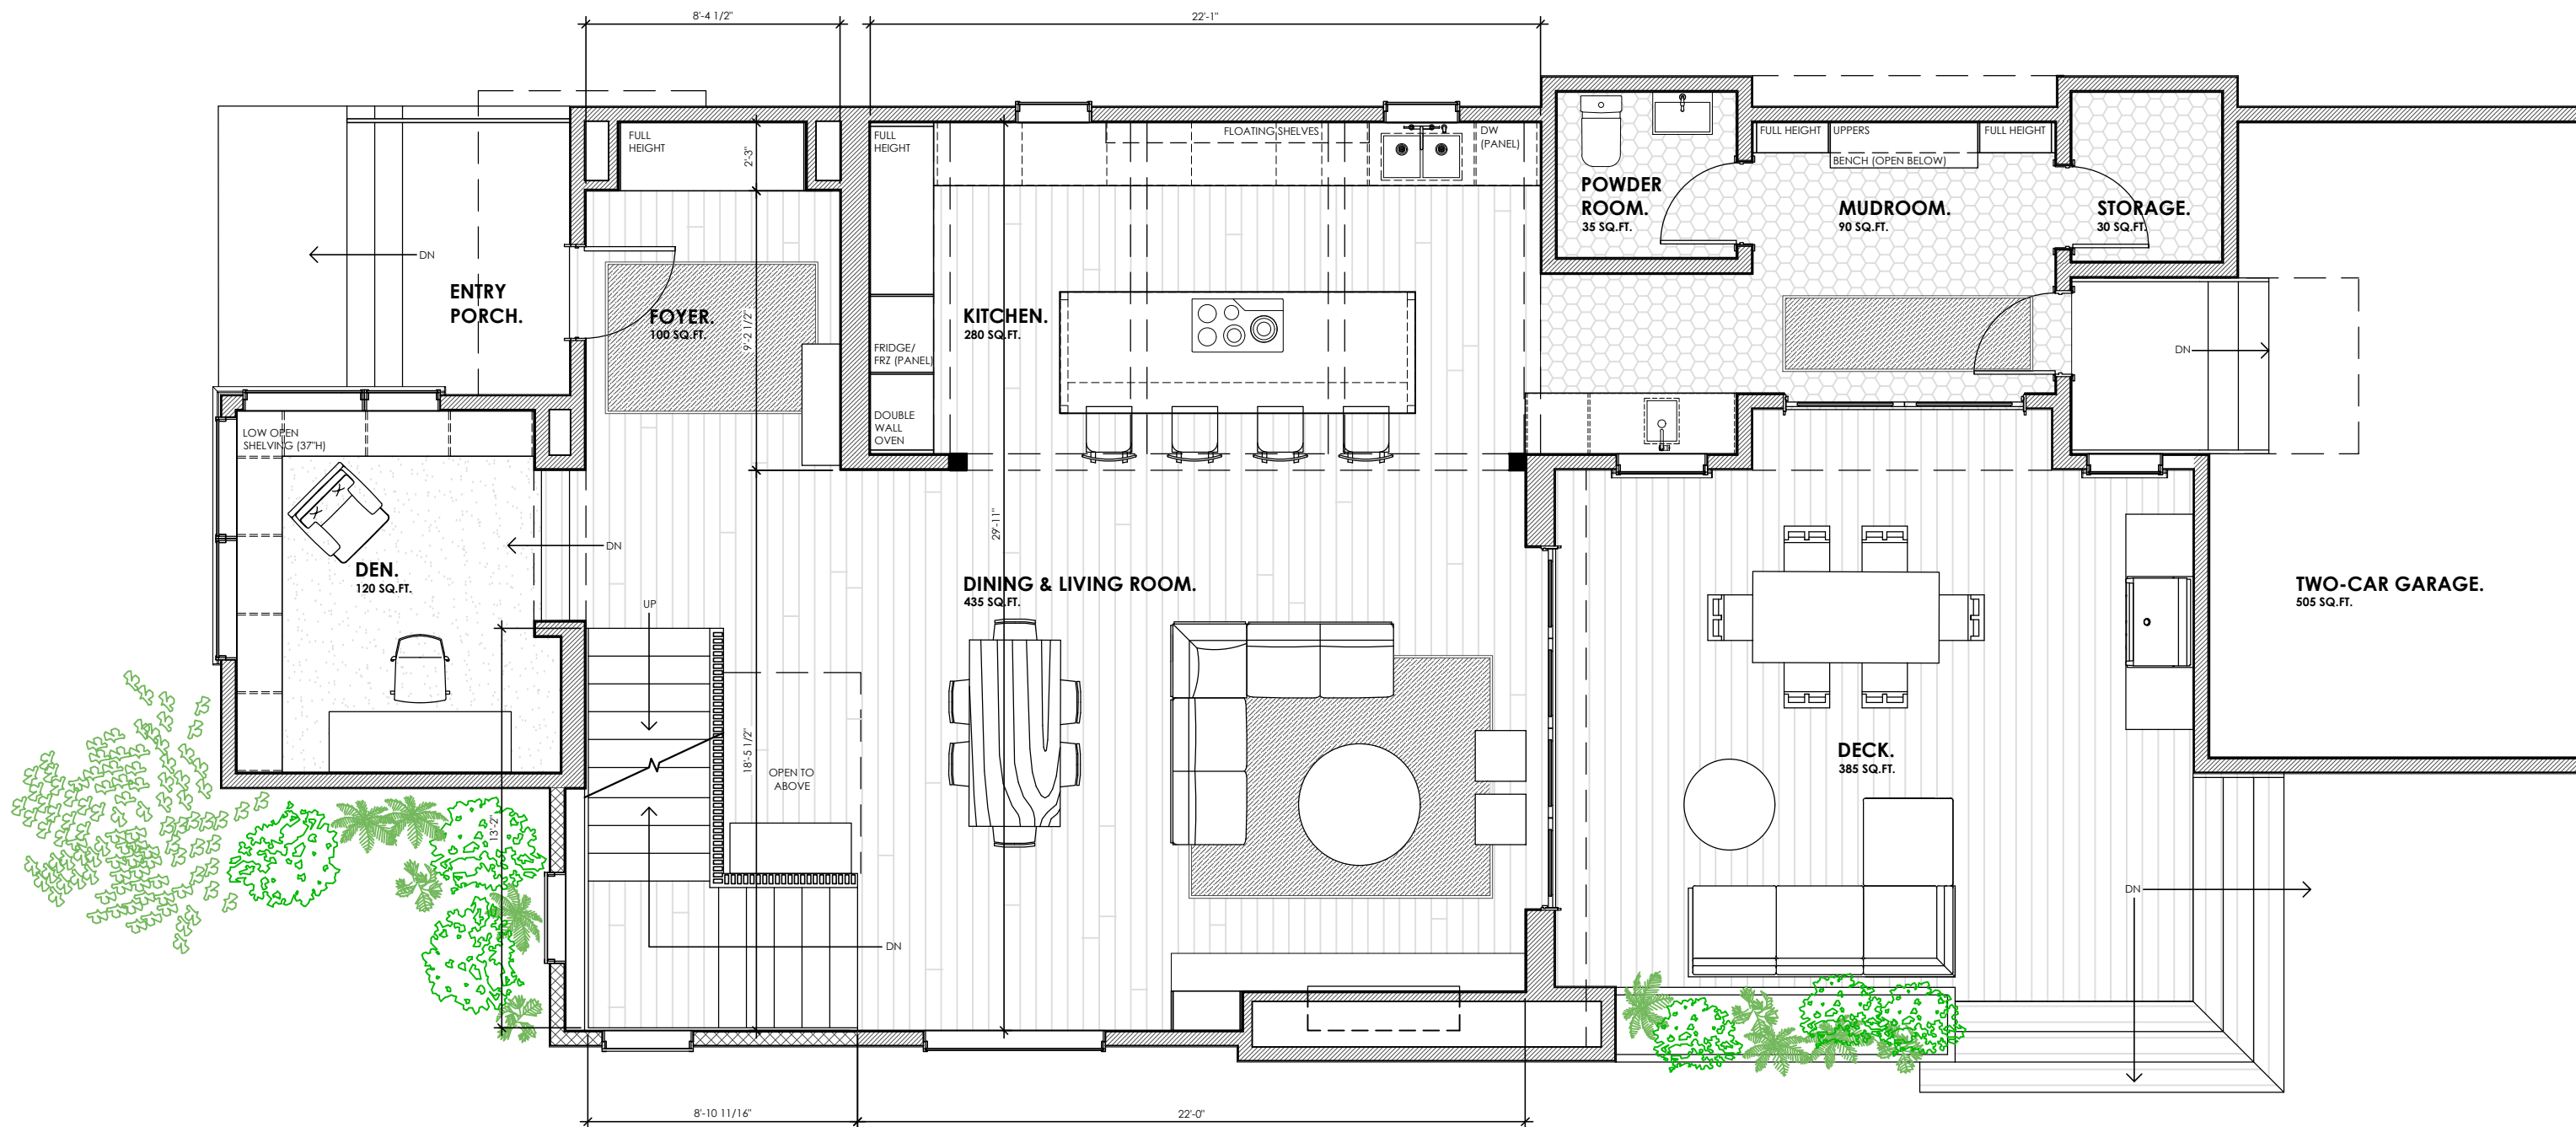 8'-4 1/2"
22'-1"
FULL
HEIGHT
2'-3"
FULL
HEIGHT
FLOATING SHELVES
DW
(PANEL)
FULL HEIGHT
UPPERS
FULL HEIGHT
BENCH (OPEN BELOW)
POWDER
ROOM.
35 SQ.FT.
MUDROOM.
90 SQ.FT.
STORAGE.
30 SQ.FT.
DN
ENTRY
PORCH.
FOYER.
100 SQ.FT.
9'-2 1/2"
KITCHEN.
280 SQ.FT.
FRIDGE/
FRZ (PANEL)
DN
DOUBLE
WALL
OVEN
LOW OPEN
SHELVING (37"H)
29'-11"
DN
DEN.
120 SQ.FT.
UP
DINING & LIVING ROOM.
435 SQ.FT.
TWO-CAR GARAGE.
505 SQ.FT.
18'-5 1/2"
OPEN TO
ABOVE
DECK.
385 SQ.FT.
13'-2"
DN
DN
8'-10 11/16"
22'-0"